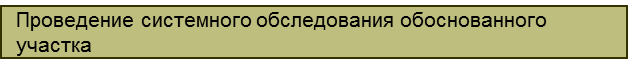 Проведение системного обследования обоснованного
участка